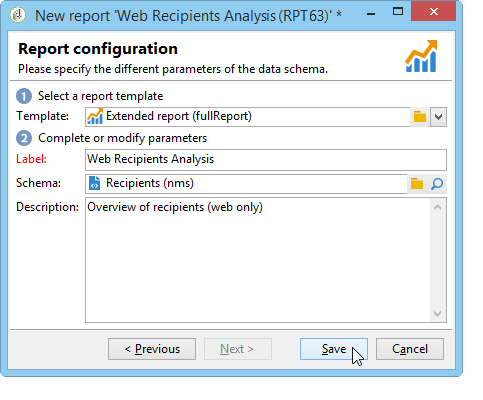 New report 'Web Recipients Analysis (RPT63)' *
Report configuration
Please specify the different parameters of the data schema.
1 Select a report template
Template: Extended report (fullReport)
2 Complete or modify parameters
Label: Web Recipients Analysis
Schema: Recipients (nms)
Description: Overview of recipients (web only)
< Previous Next > Save Cancel